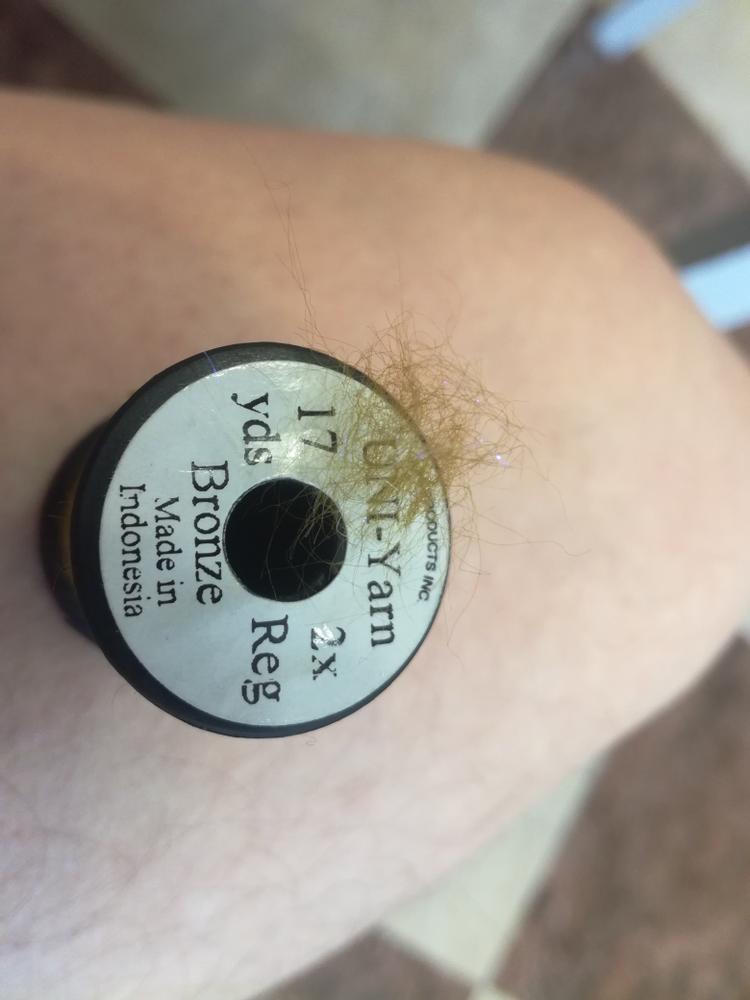 PRODUCTS INC.
UNI-Yarn
17 2x
yds Reg
Bronze
Made in
Indonesia